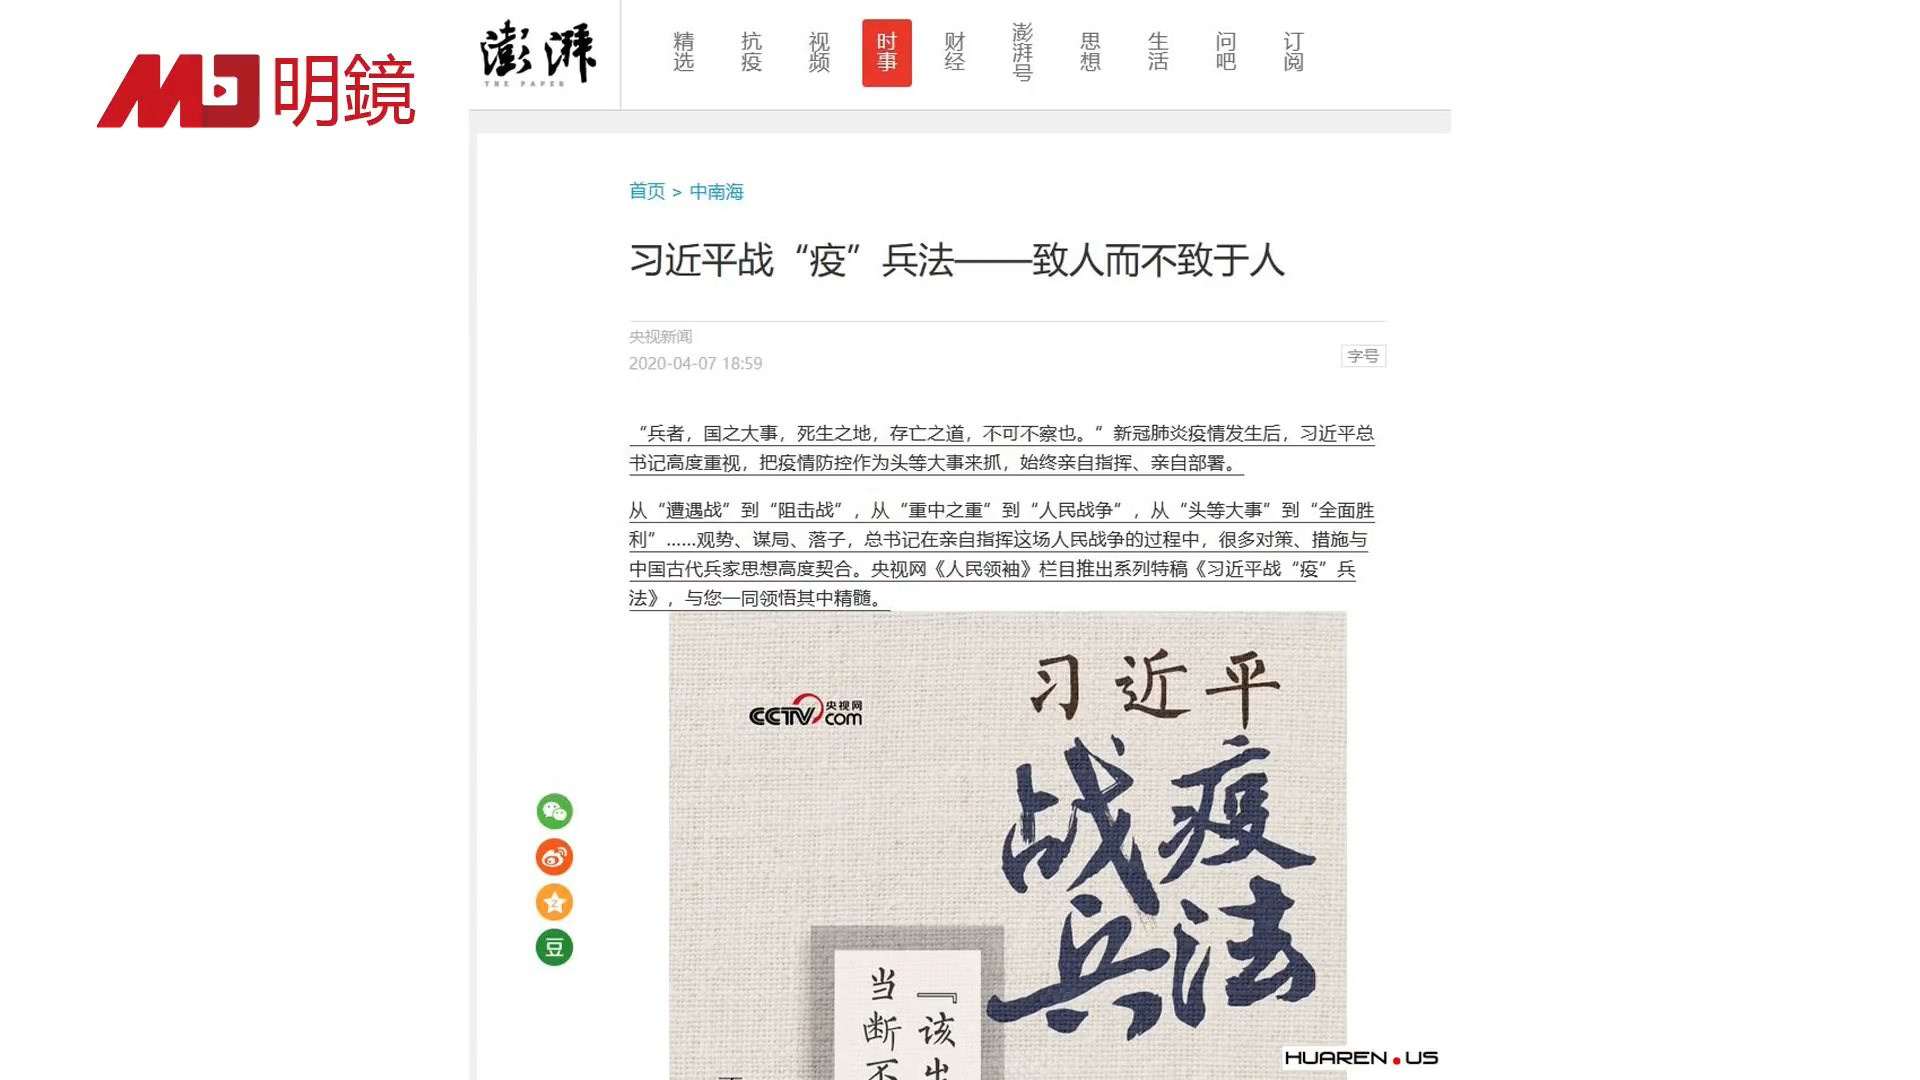 明鏡
澎湃
THE PAPER
精选
抗疫
视频
时事
财经
澎湃号
思想
生活
问吧
订阅
首页 > 中南海
习近平战“疫”兵法——致人而不致于人
央视新闻
2020-04-07 18:59
字号
“兵者，国之大事，死生之地，存亡之道，不可不察也。”新冠肺炎疫情发生后，习近平总
书记高度重视，把疫情防控作为头等大事来抓，始终亲自指挥、亲自部署。
从“遭遇战”到“阻击战”，从“重中之重”到“人民战争”，从“头等大事”到“全面胜
利”……观势、谋局、落子，总书记在亲自指挥这场人民战争的过程中，很多对策、措施与
中国古代兵家思想高度契合。央视网《人民领袖》栏目推出系列特稿《习近平战“疫”兵
法》，与您一同领悟其中精髓。
CCTV.com 央视网
习近平
战疫
兵法
『该出
当断不
豆
HUAREN.US